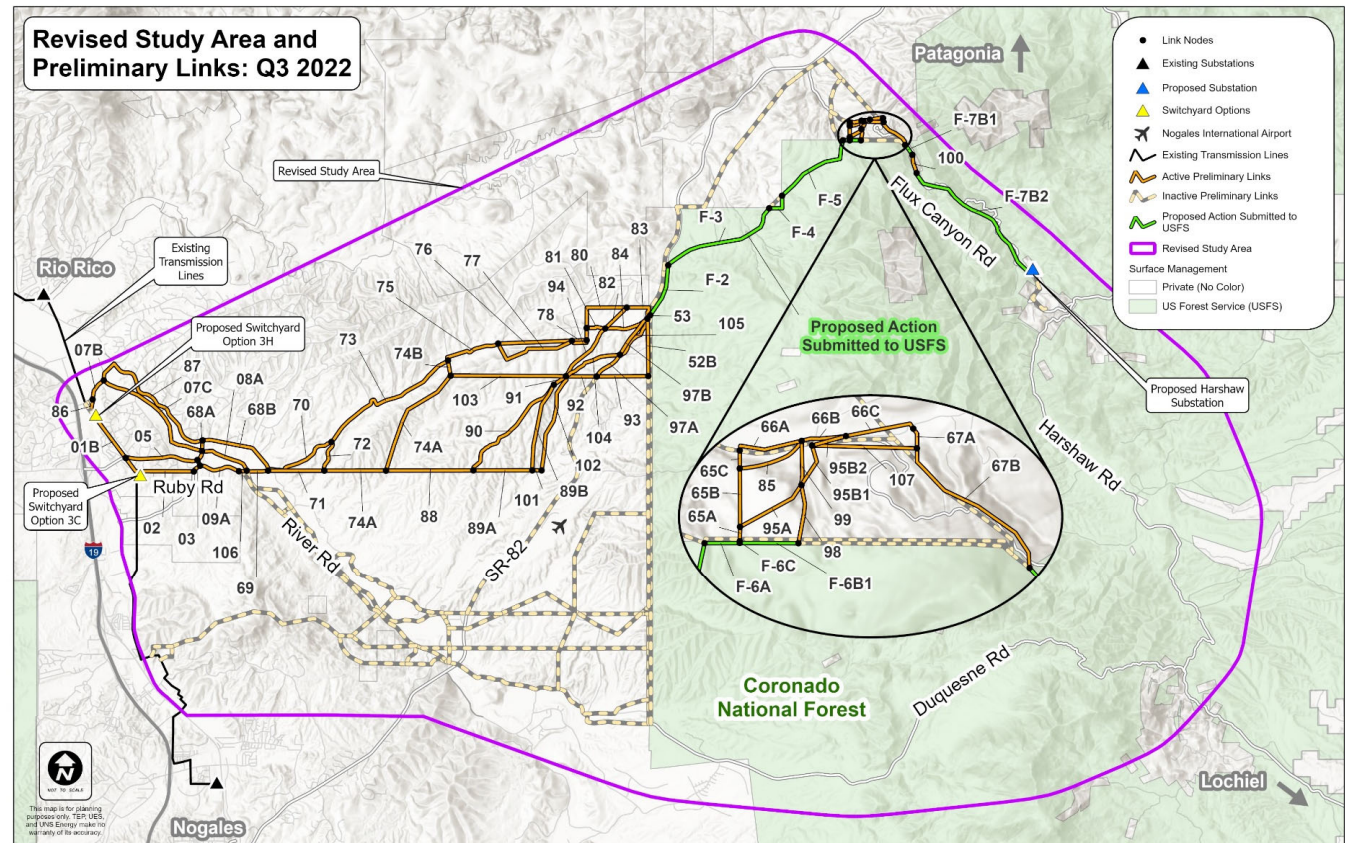 Revised Study Area and
Preliminary Links: Q3 2022
Patagonia
Link Nodes
Existing Substations
Proposed Substation
Switchyard Options
Nogales International Airport
Existing Transmission Lines
Active Preliminary Links
Inactive Preliminary Links
Proposed Action Submitted to
USFS
Revised Study Area
Surface Management
Private (No Color)
US Forest Service (USFS)
Revised Study Area
F-7B1
100
F-7B2
Flux Canyon Rd
F-5
F-3
F-4
F-2
Existing
Transmission
Lines
Rio Rico
Proposed Switchyard
Option 3H
83
84
76
77
81
80
82
94
75
78
53
105
52B
73
74B
07B
87
07C
08A
68A
68B
70
86
01B
05
72
103
91
92
93
97B
97A
104
90
74A
102
Proposed Action
Submitted to USFS
Proposed Harshaw
Substation
Harshaw Rd
Proposed
Switchyard
Option 3C
Ruby Rd
02
03
09A
106
69
71
74A
88
89A
101
89B
19
River Rd
SR-82
66A
66B
66C
67A
67B
65C
65B
65A
85
95B2
95B1
107
99
95A
98
F-6A
F-6C
F-6B1
Coronado
National Forest
Duquesne Rd
Lochiel
Nogales
N
NOT TO SCALE
This map is for planning
purposes only. TEP, UES,
and UNS Energy make no
warranty of its accuracy.